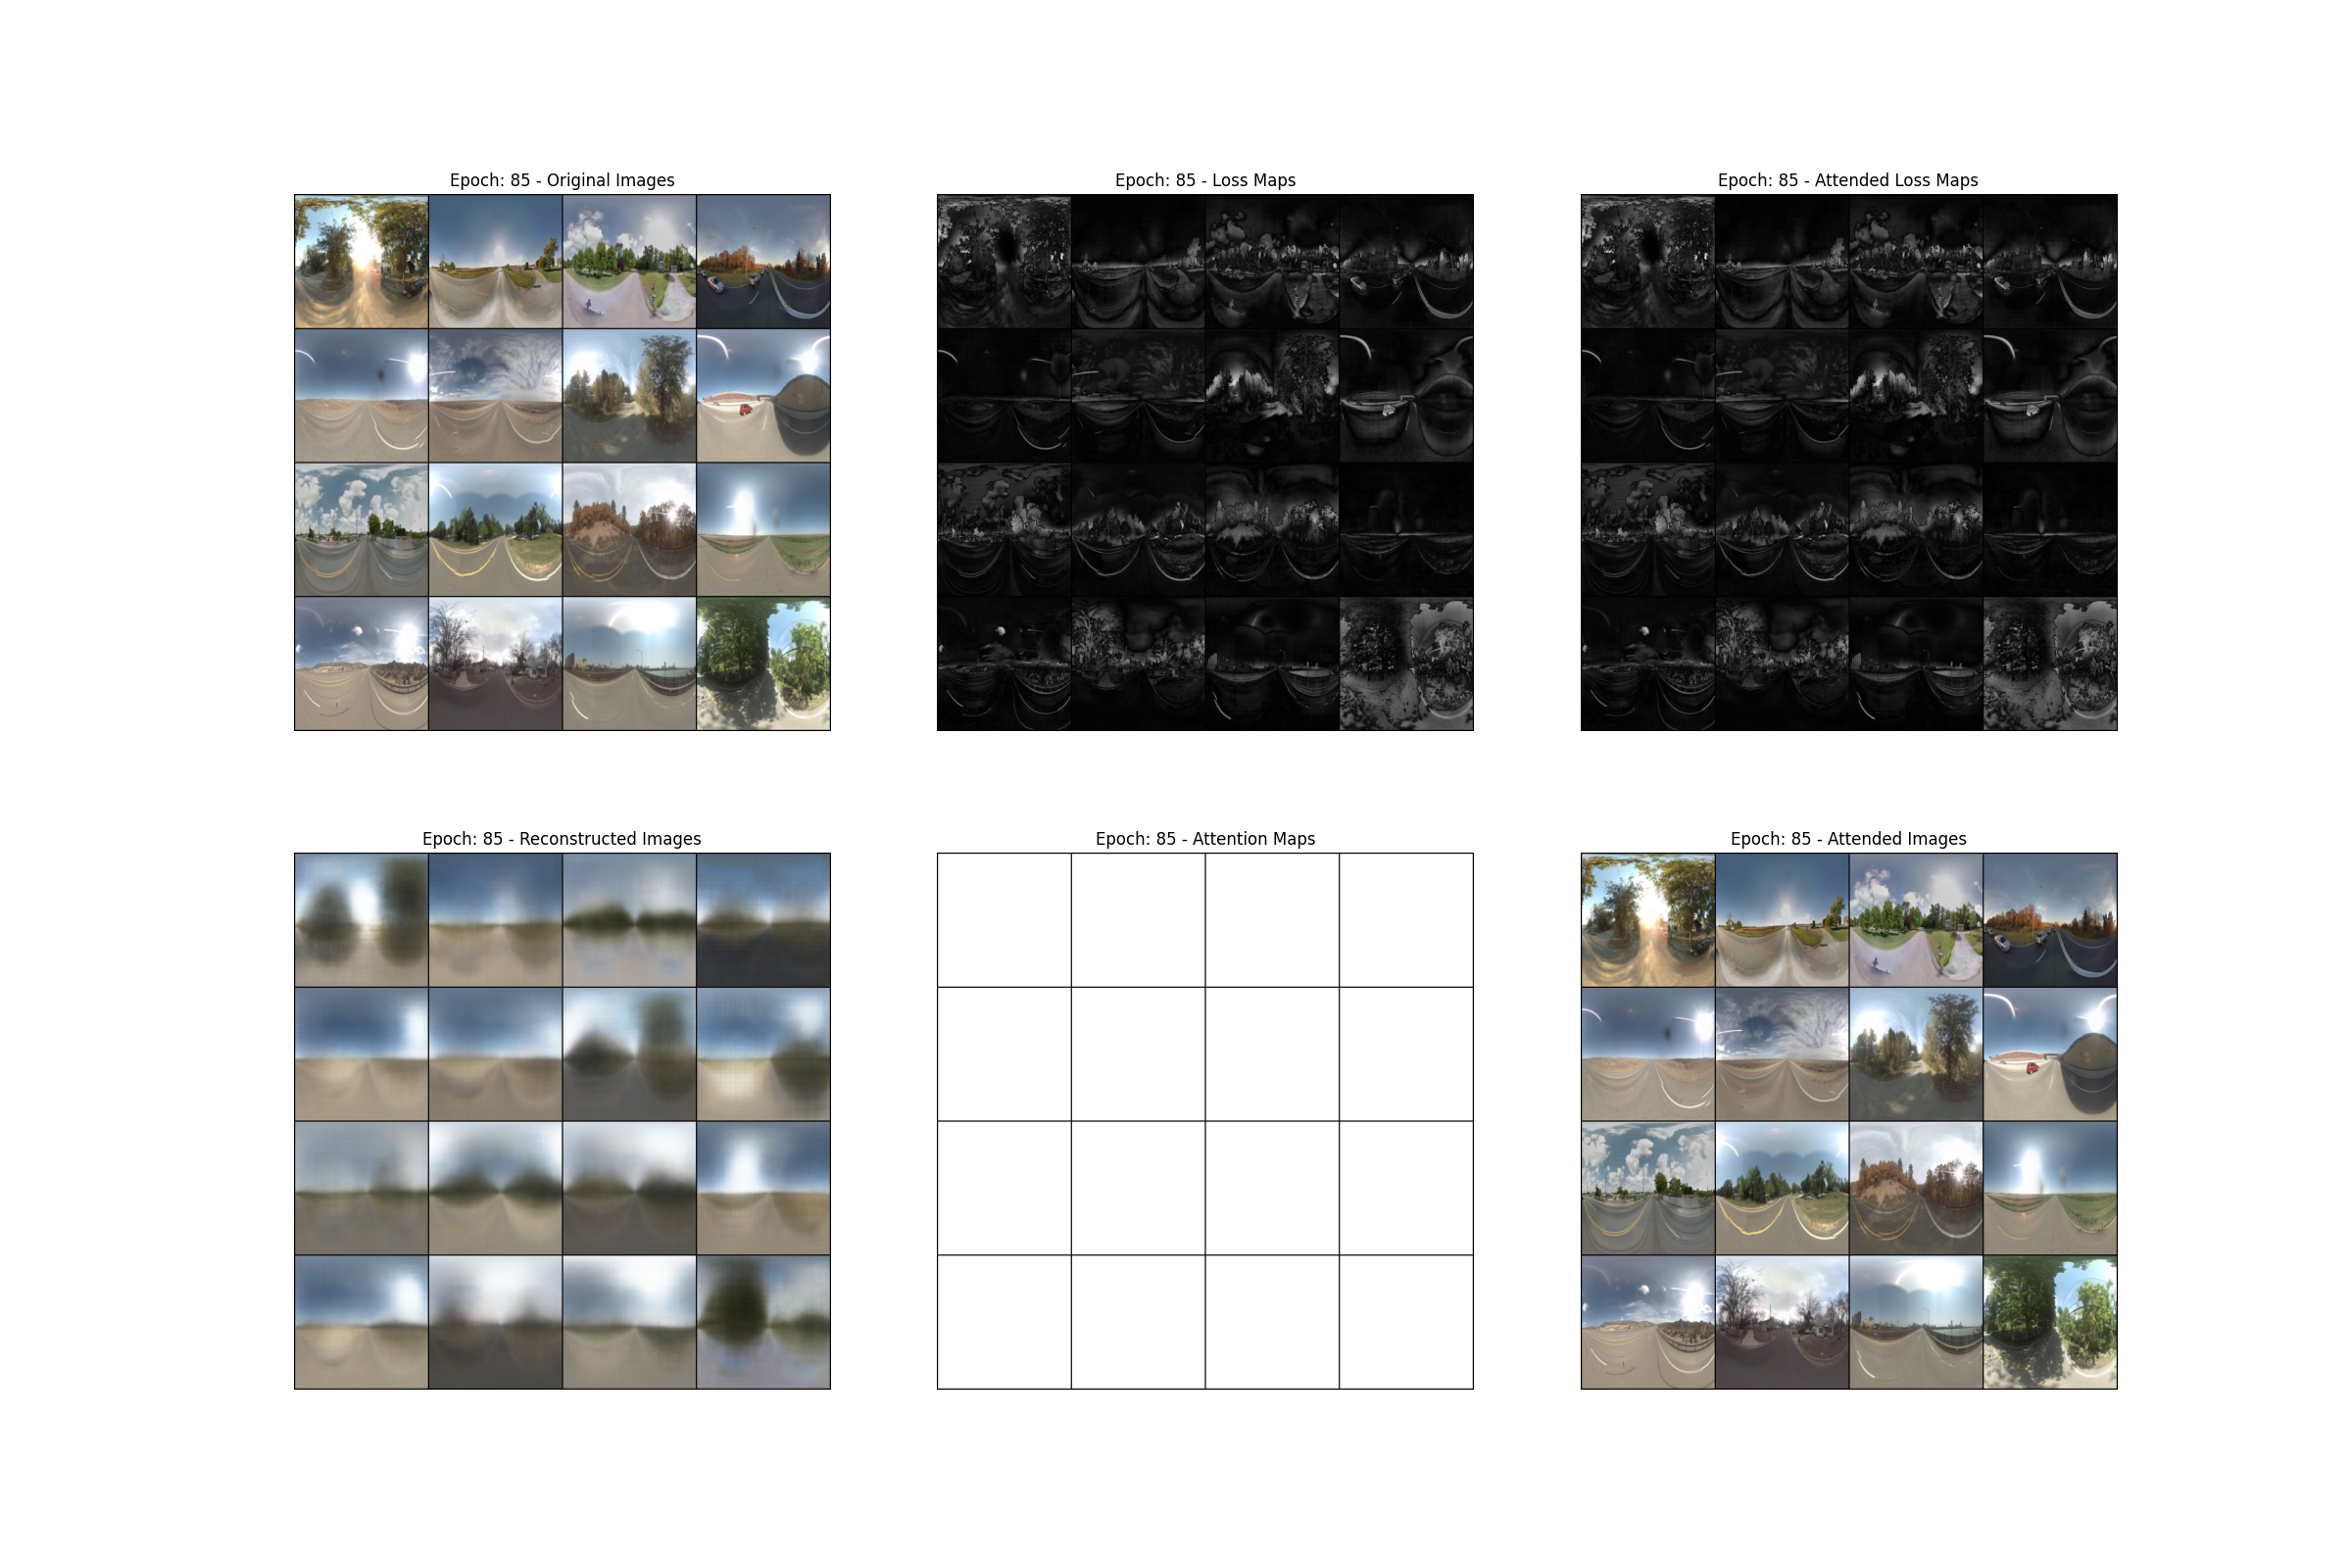 Epoch: 85 - Original Images
Epoch: 85 - Loss Maps
Epoch: 85 - Attended Loss Maps
Epoch: 85 - Reconstructed Images
Epoch: 85 - Attention Maps
Epoch: 85 - Attended Images